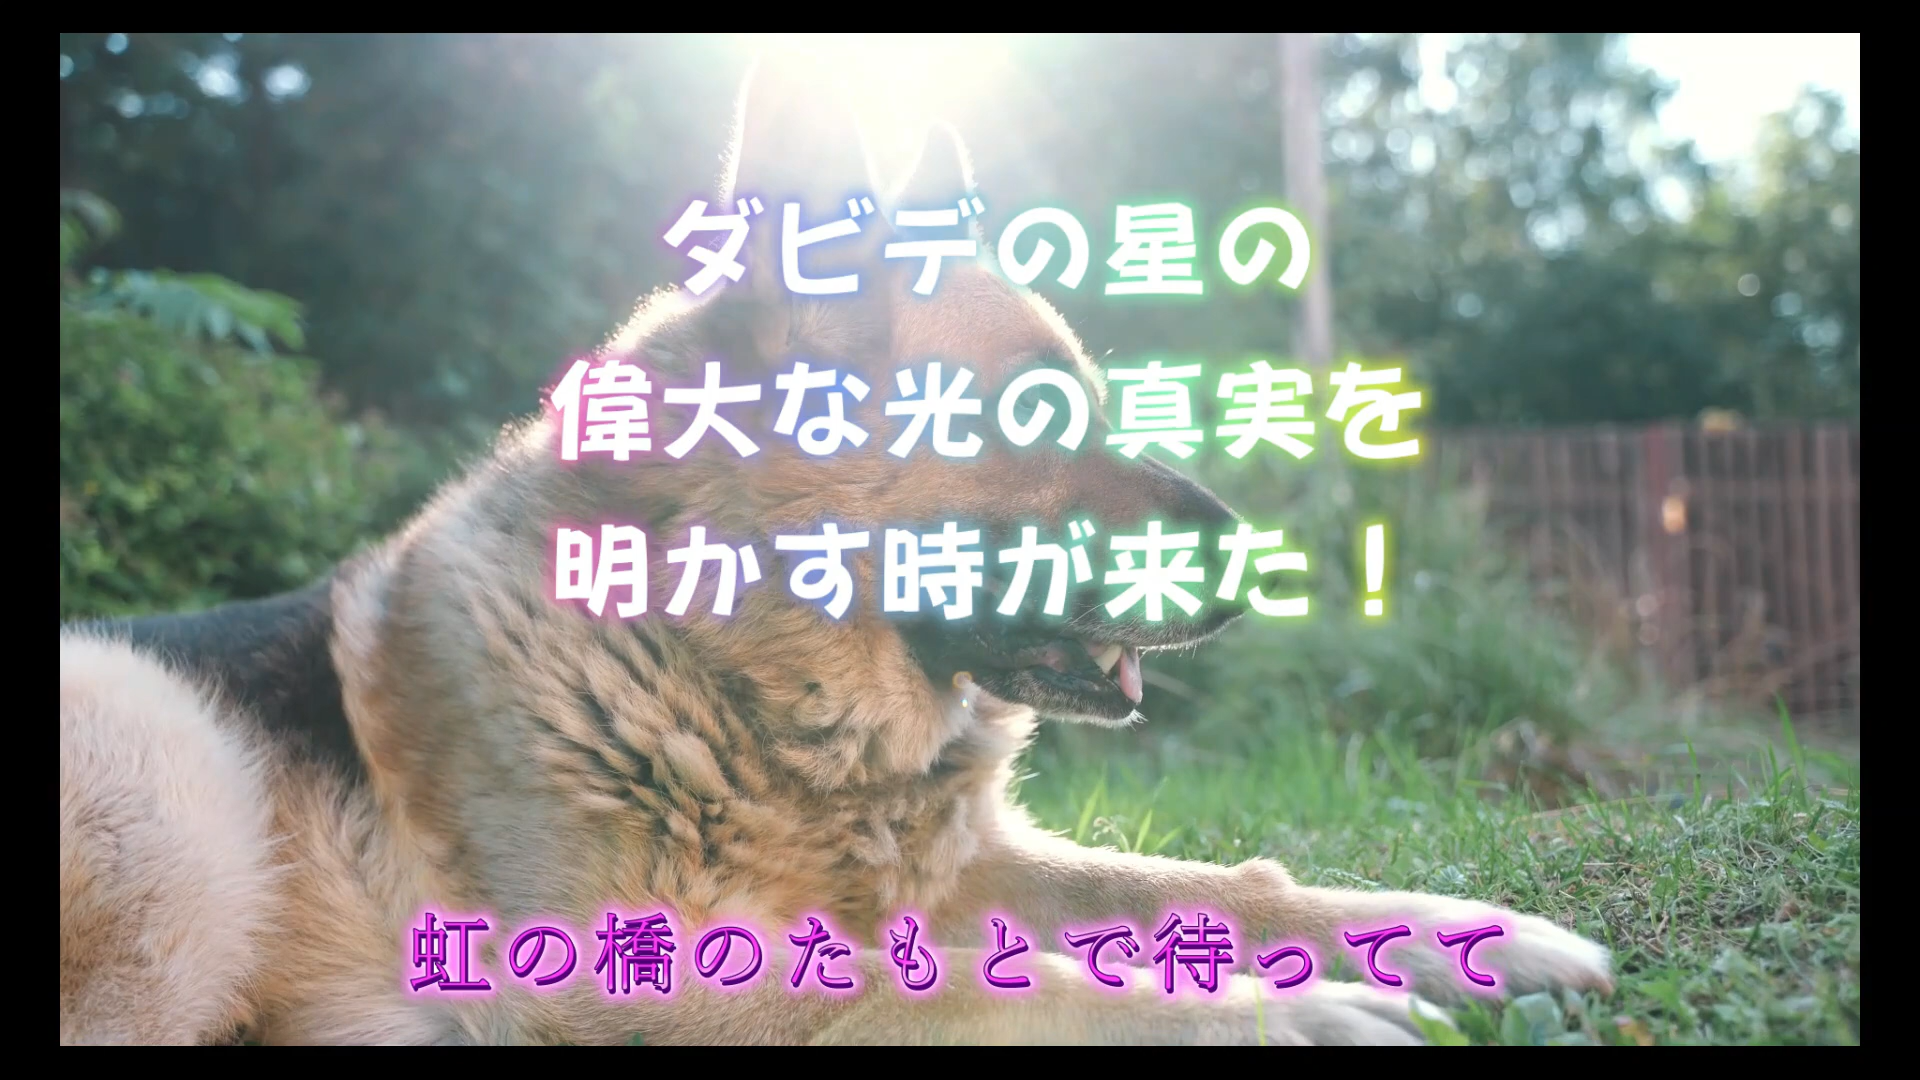 ダビデの星の
偉大な光の真実を
明かす時が来た！
虹の橋のたもとで待ってて